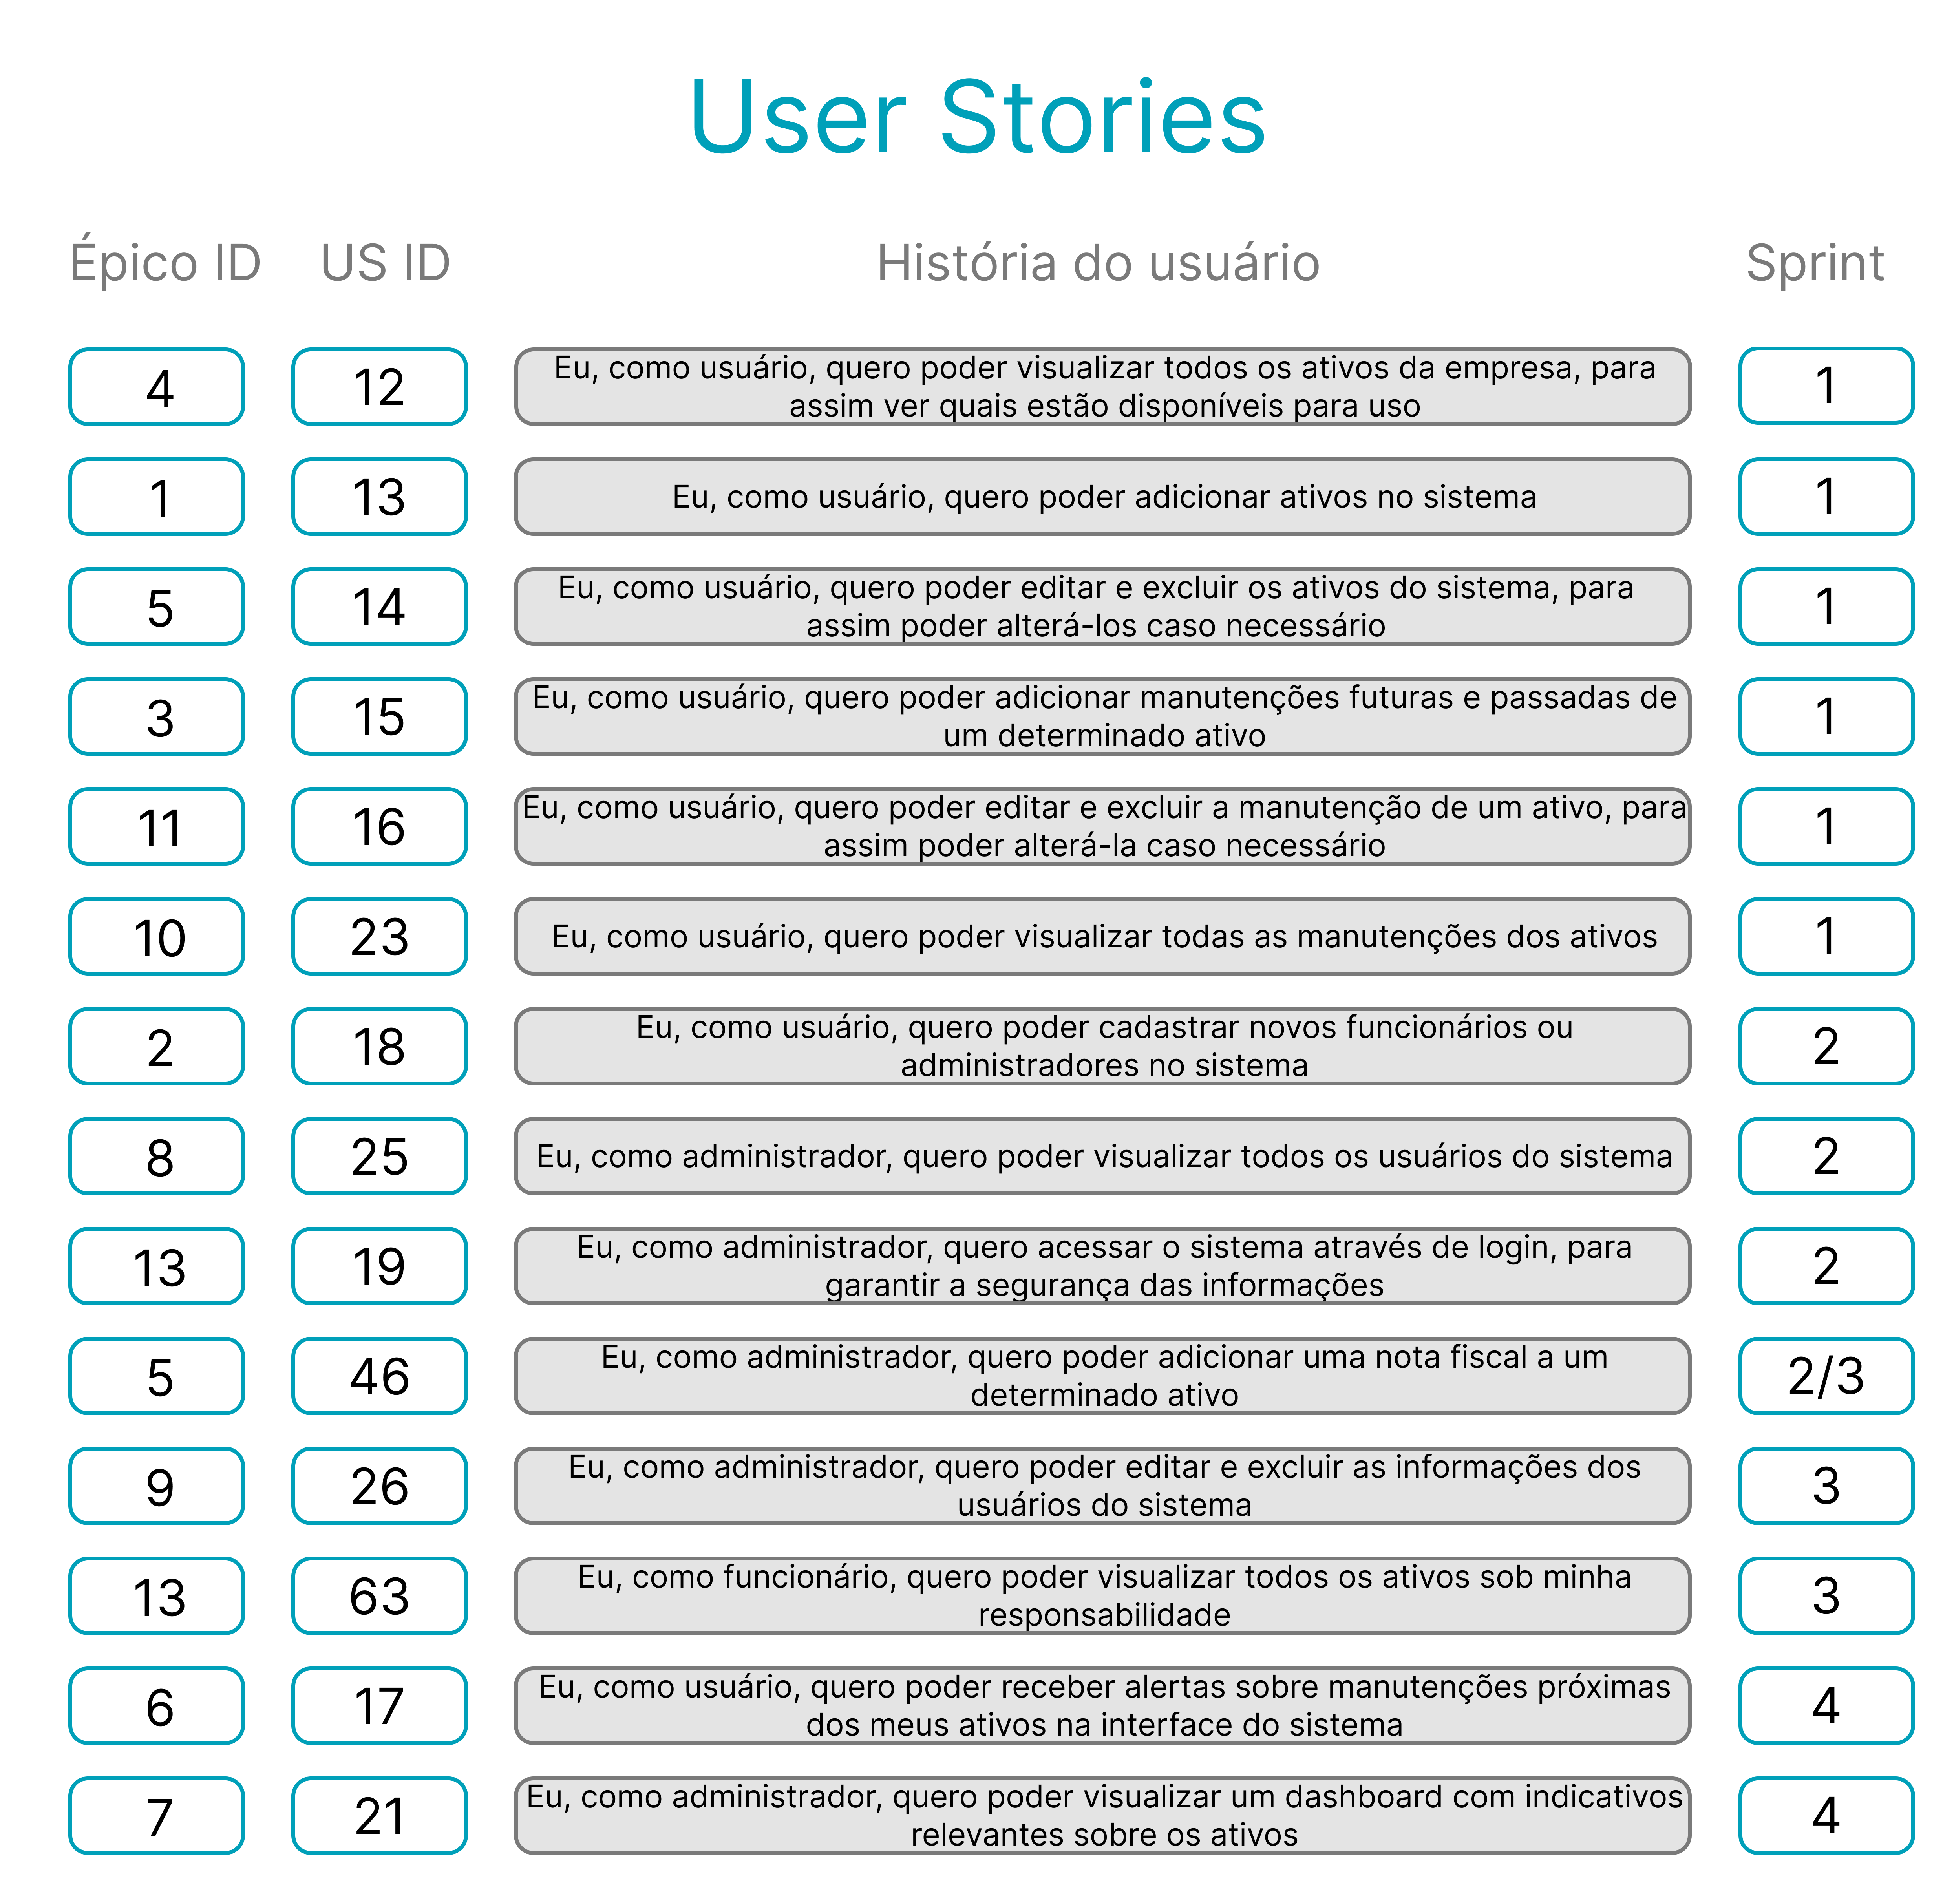 User Stories
Épico ID US ID História do usuário Sprint
4 12 Eu, como usuário, quero poder visualizar todos os ativos da empresa, para 1
assim ver quais estão disponíveis para uso
1 13 Eu, como usuário, quero poder adicionar ativos no sistema 1
5 14 Eu, como usuário, quero poder editar e excluir os ativos do sistema, para 1
assim poder alterá-los caso necessário
3 15 Eu, como usuário, quero poder adicionar manutenções futuras e passadas de 1
um determinado ativo
11 16 Eu, como usuário, quero poder editar e excluir a manutenção de um ativo, para 1
assim poder alterá-la caso necessário
10 23 Eu, como usuário, quero poder visualizar todas as manutenções dos ativos 1
2 18 Eu, como usuário, quero poder cadastrar novos funcionários ou 2
administradores no sistema
8 25 Eu, como administrador, quero poder visualizar todos os usuários do sistema 2
13 19 Eu, como administrador, quero acessar o sistema através de login, para 2
garantir a segurança das informações
5 46 Eu, como administrador, quero poder adicionar uma nota fiscal a um 2/3
determinado ativo
9 26 Eu, como administrador, quero poder editar e excluir as informações dos 3
usuários do sistema
13 63 Eu, como funcionário, quero poder visualizar todos os ativos sob minha 3
responsabilidade
6 17 Eu, como usuário, quero poder receber alertas sobre manutenções próximas 4
dos meus ativos na interface do sistema
7 21 Eu, como administrador, quero poder visualizar um dashboard com indicativos 4
relevantes sobre os ativos